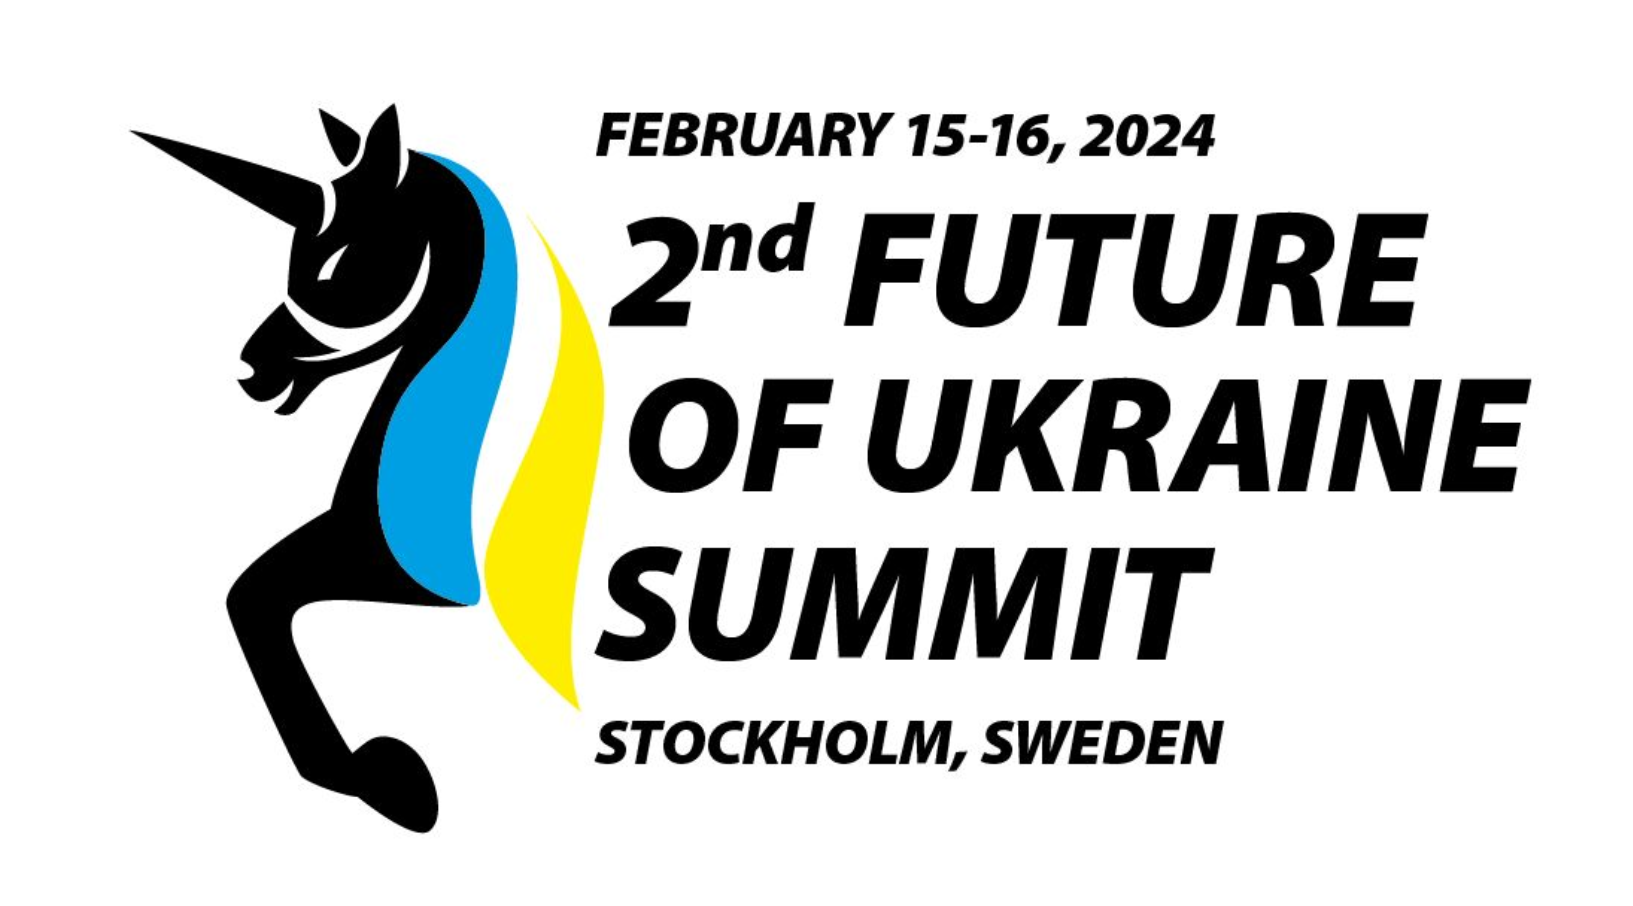 FEBRUARY 15-16, 2024
2nd FUTURE
OF UKRAINE
SUMMIT
STOCKHOLM, SWEDEN